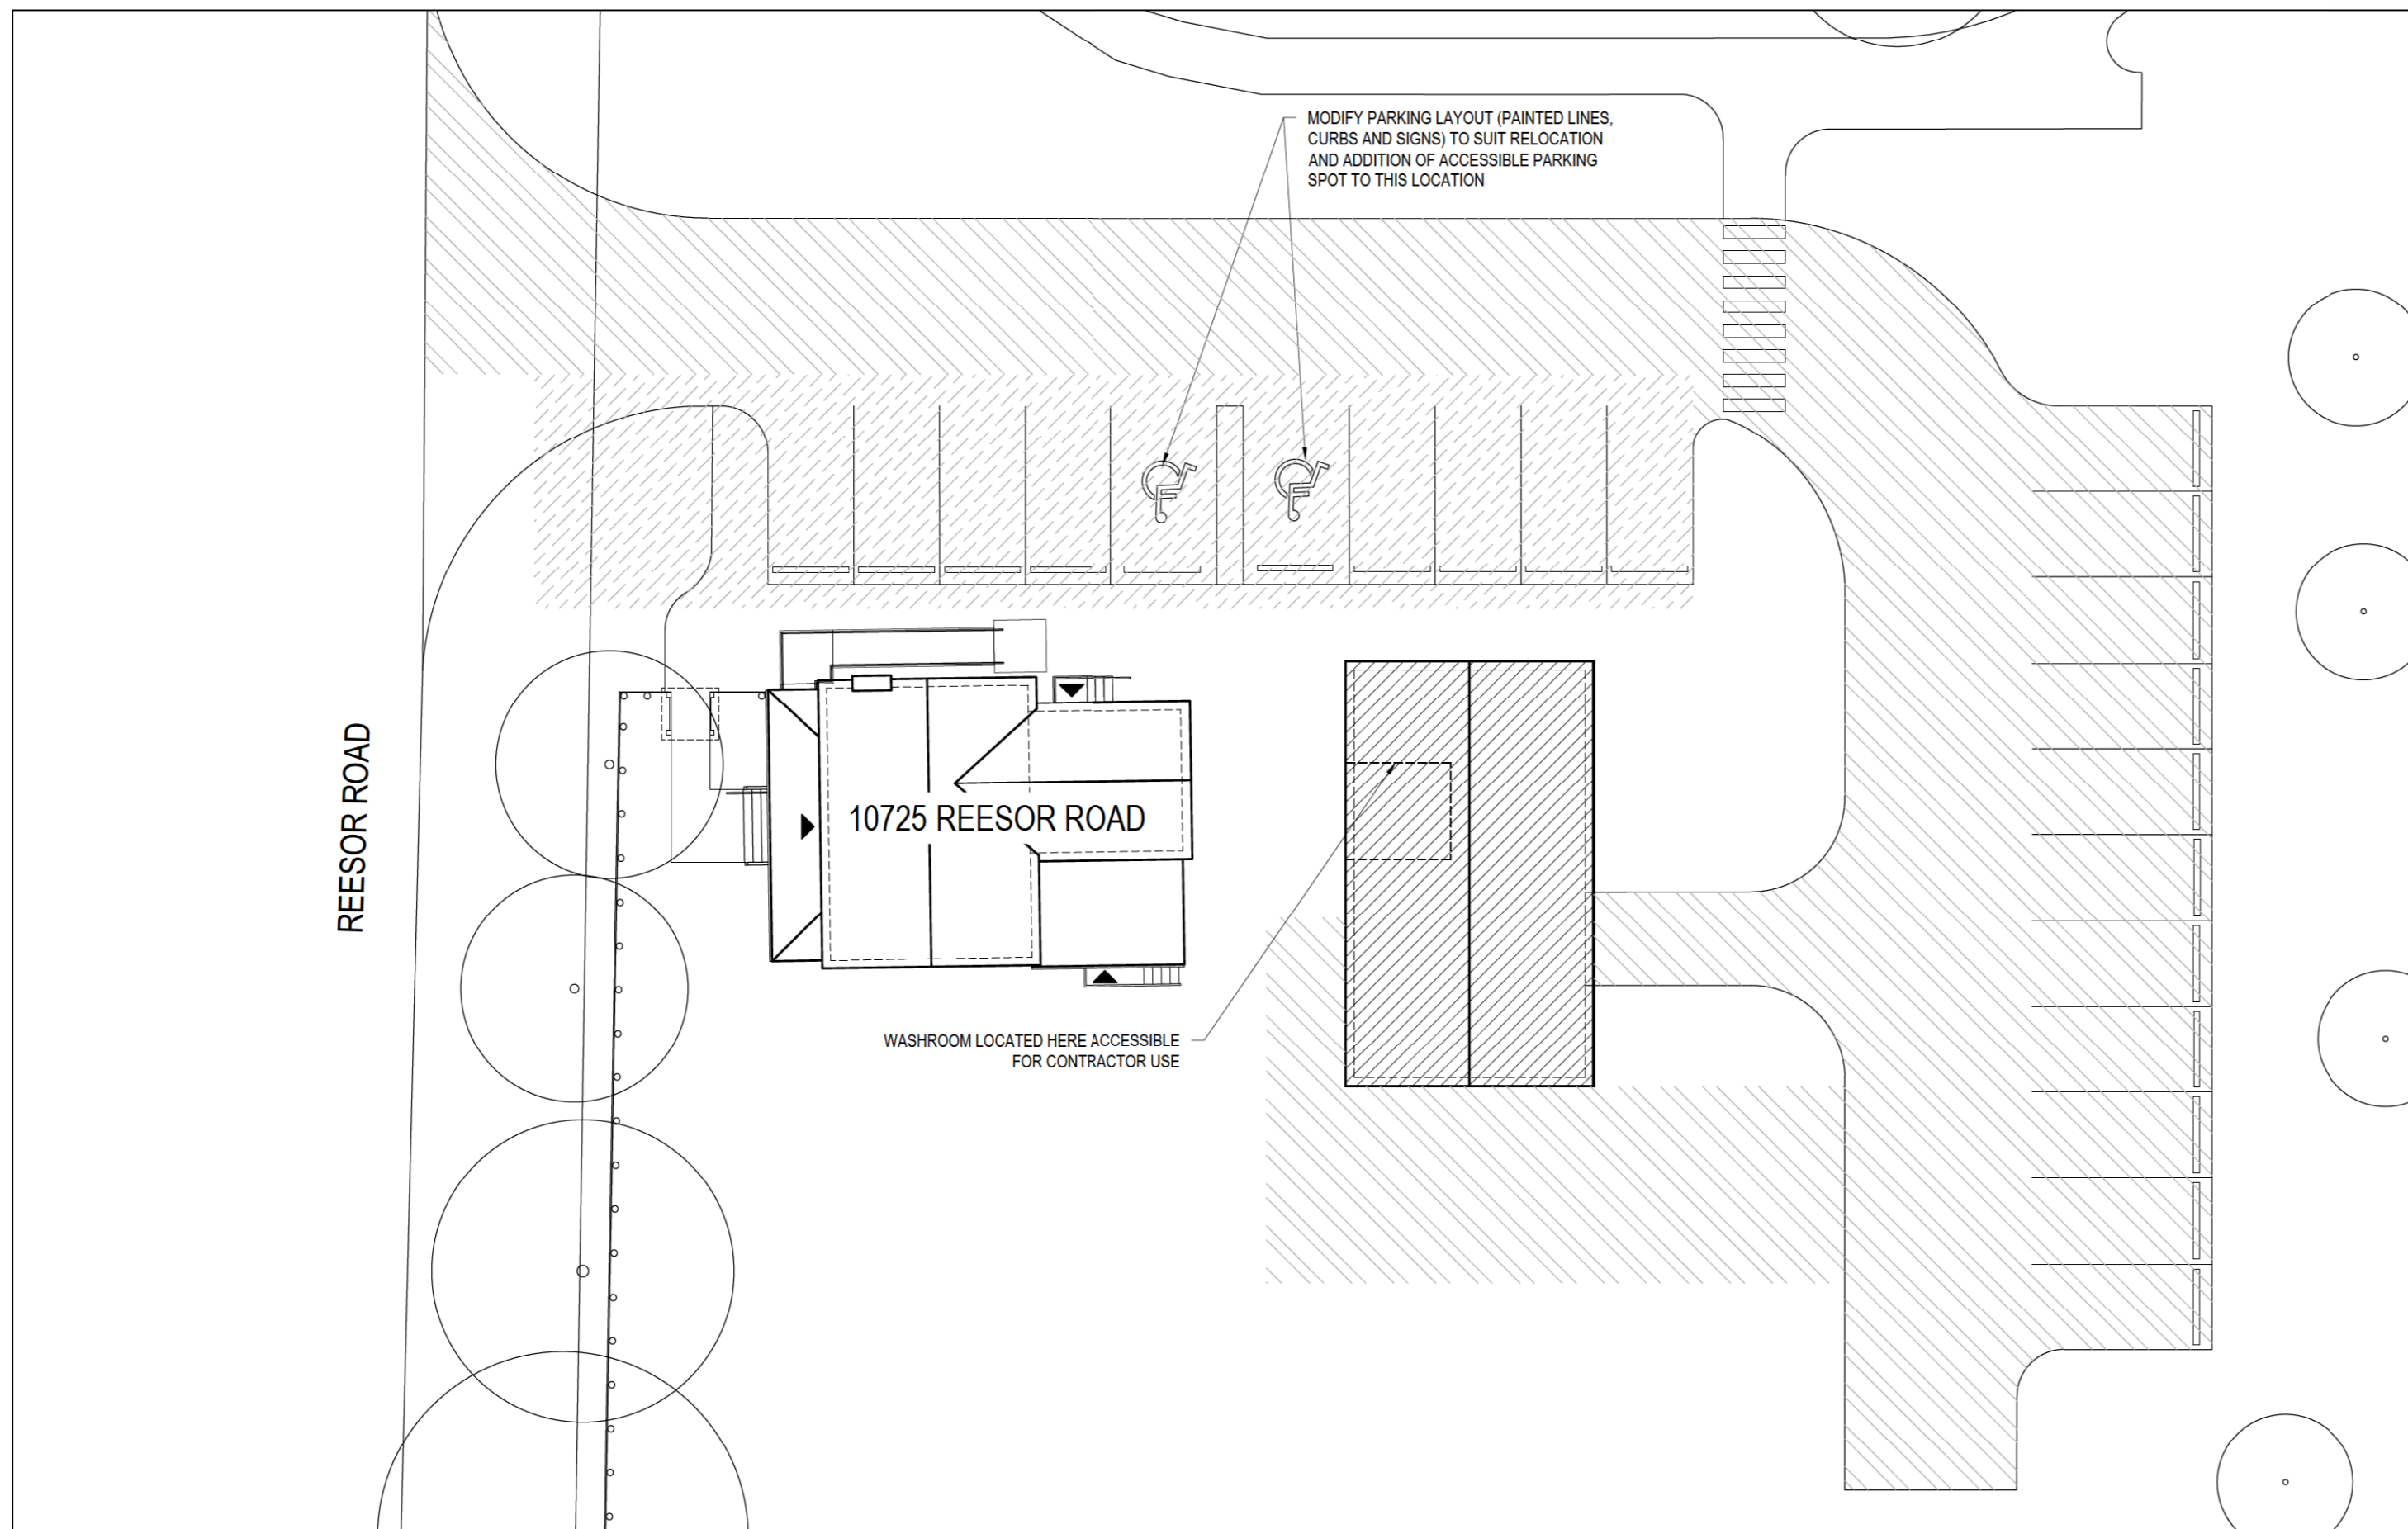 MODIFY PARKING LAYOUT (PAINTED LINES,
CURBS AND SIGNS) TO SUIT RELOCATION
AND ADDITION OF ACCESSIBLE PARKING
SPOT TO THIS LOCATION
REESOR ROAD
10725 REESOR ROAD
WASHROOM LOCATED HERE ACCESSIBLE
FOR CONTRACTOR USE